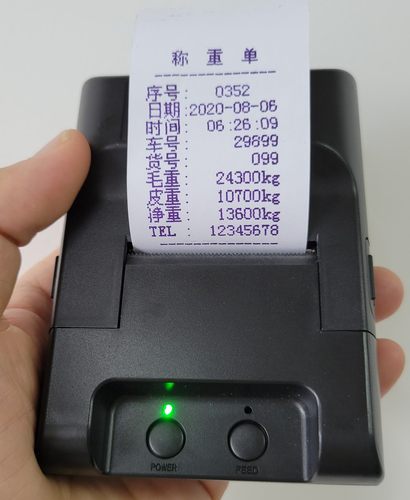 称 重 单
序号: 0352
日期:2020-08-06
时间: 06:26:09
车号: 29899
货号: 099
毛重: 24300kg
皮重: 10700kg
净重: 13600kg
TEL : 12345678
POWER FEED